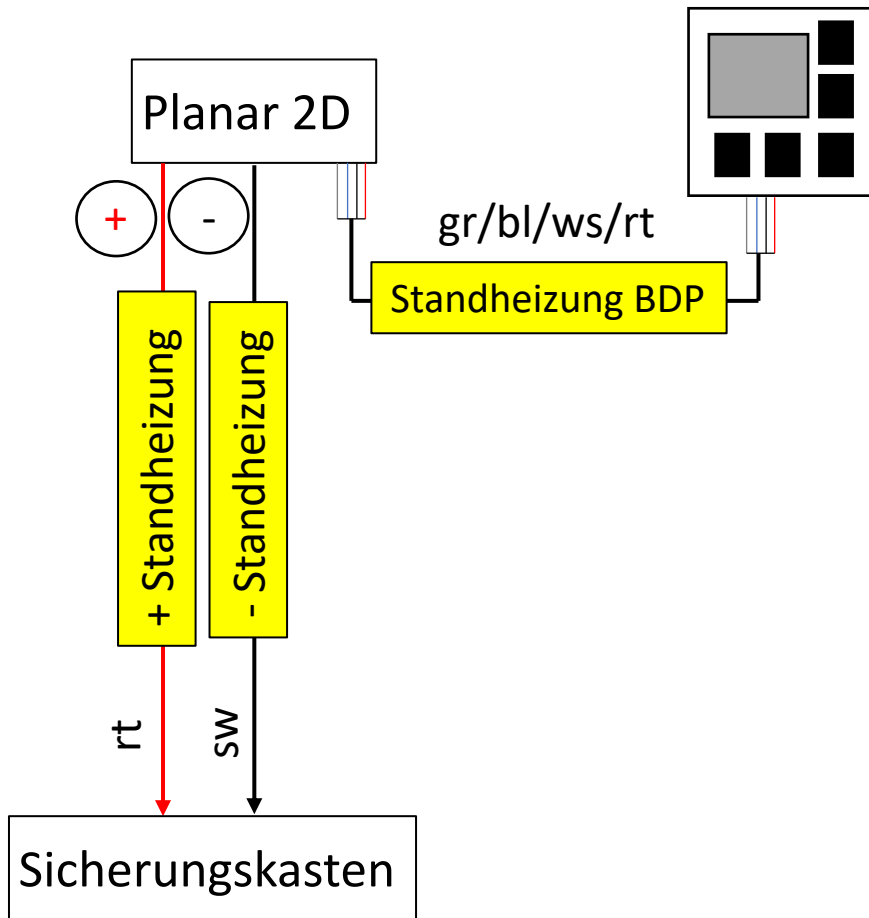 Planar 2D
+
-
gr/bl/ws/rt
Standheizung BDP
+ Standheizung
- Standheizung
rt
sw
Sicherungskasten